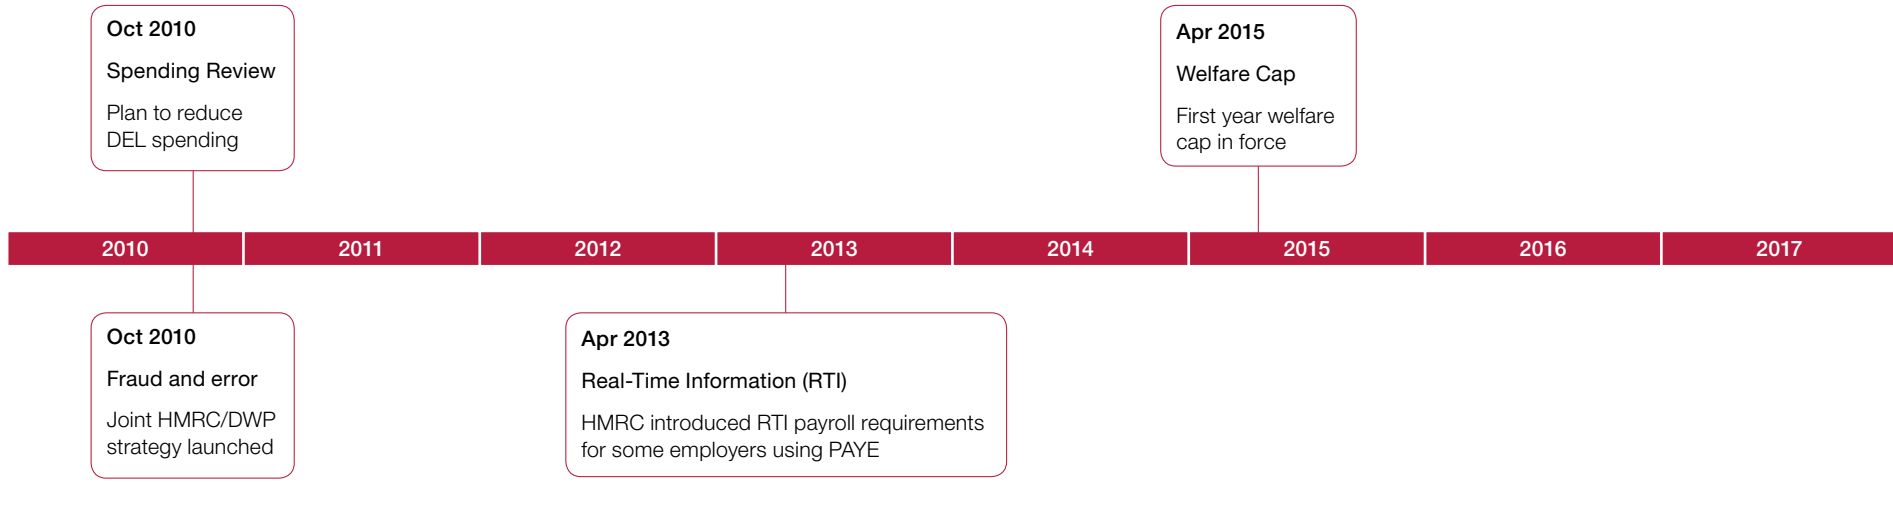 Oct 2010
Spending Review
Plan to reduce
DEL spending
Apr 2015
Welfare Cap
First year welfare
cap in force
2010 2011 2012 2013 2014 2015 2016 2017
Oct 2010
Fraud and error
Joint HMRC/DWP
strategy launched
Apr 2013
Real-Time Information (RTI)
HMRC introduced RTI payroll requirements
for some employers using PAYE